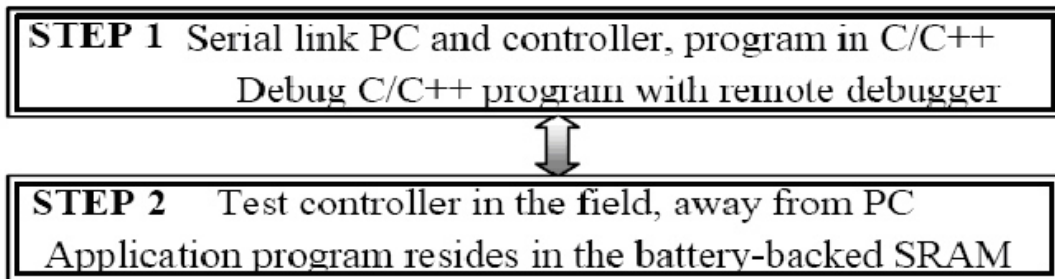 STEP 1 Serial link PC and controller, program in C/C++
Debug C/C++ program with remote debugger
STEP 2 Test controller in the field, away from PC
Application program resides in the battery-backed SRAM